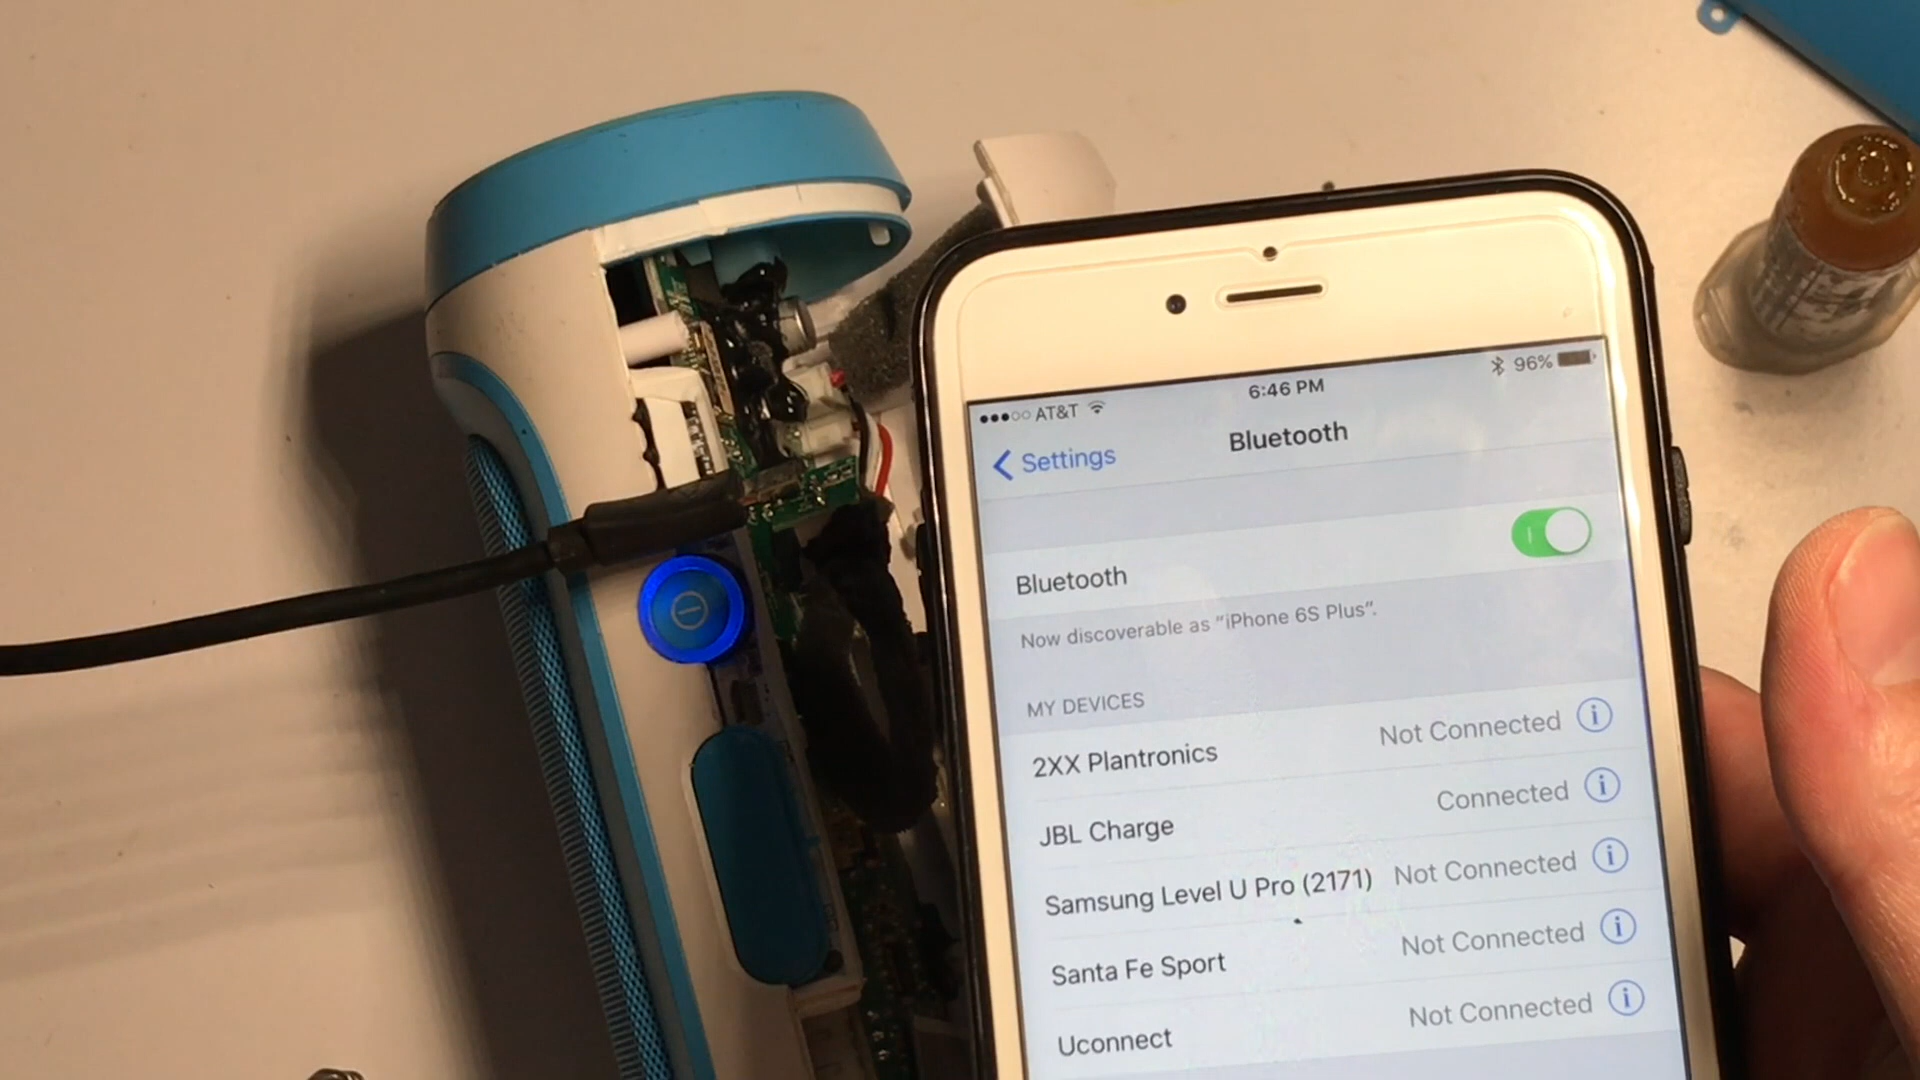 AT&T
6:46 PM
96%
Settings
Bluetooth
Bluetooth
Now discoverable as "iPhone 6S Plus".
MY DEVICES
2XX Plantronics Not Connected
JBL Charge Connected
Samsung Level U Pro (2171) Not Connected
Santa Fe Sport Not Connected
Uconnect Not Connected